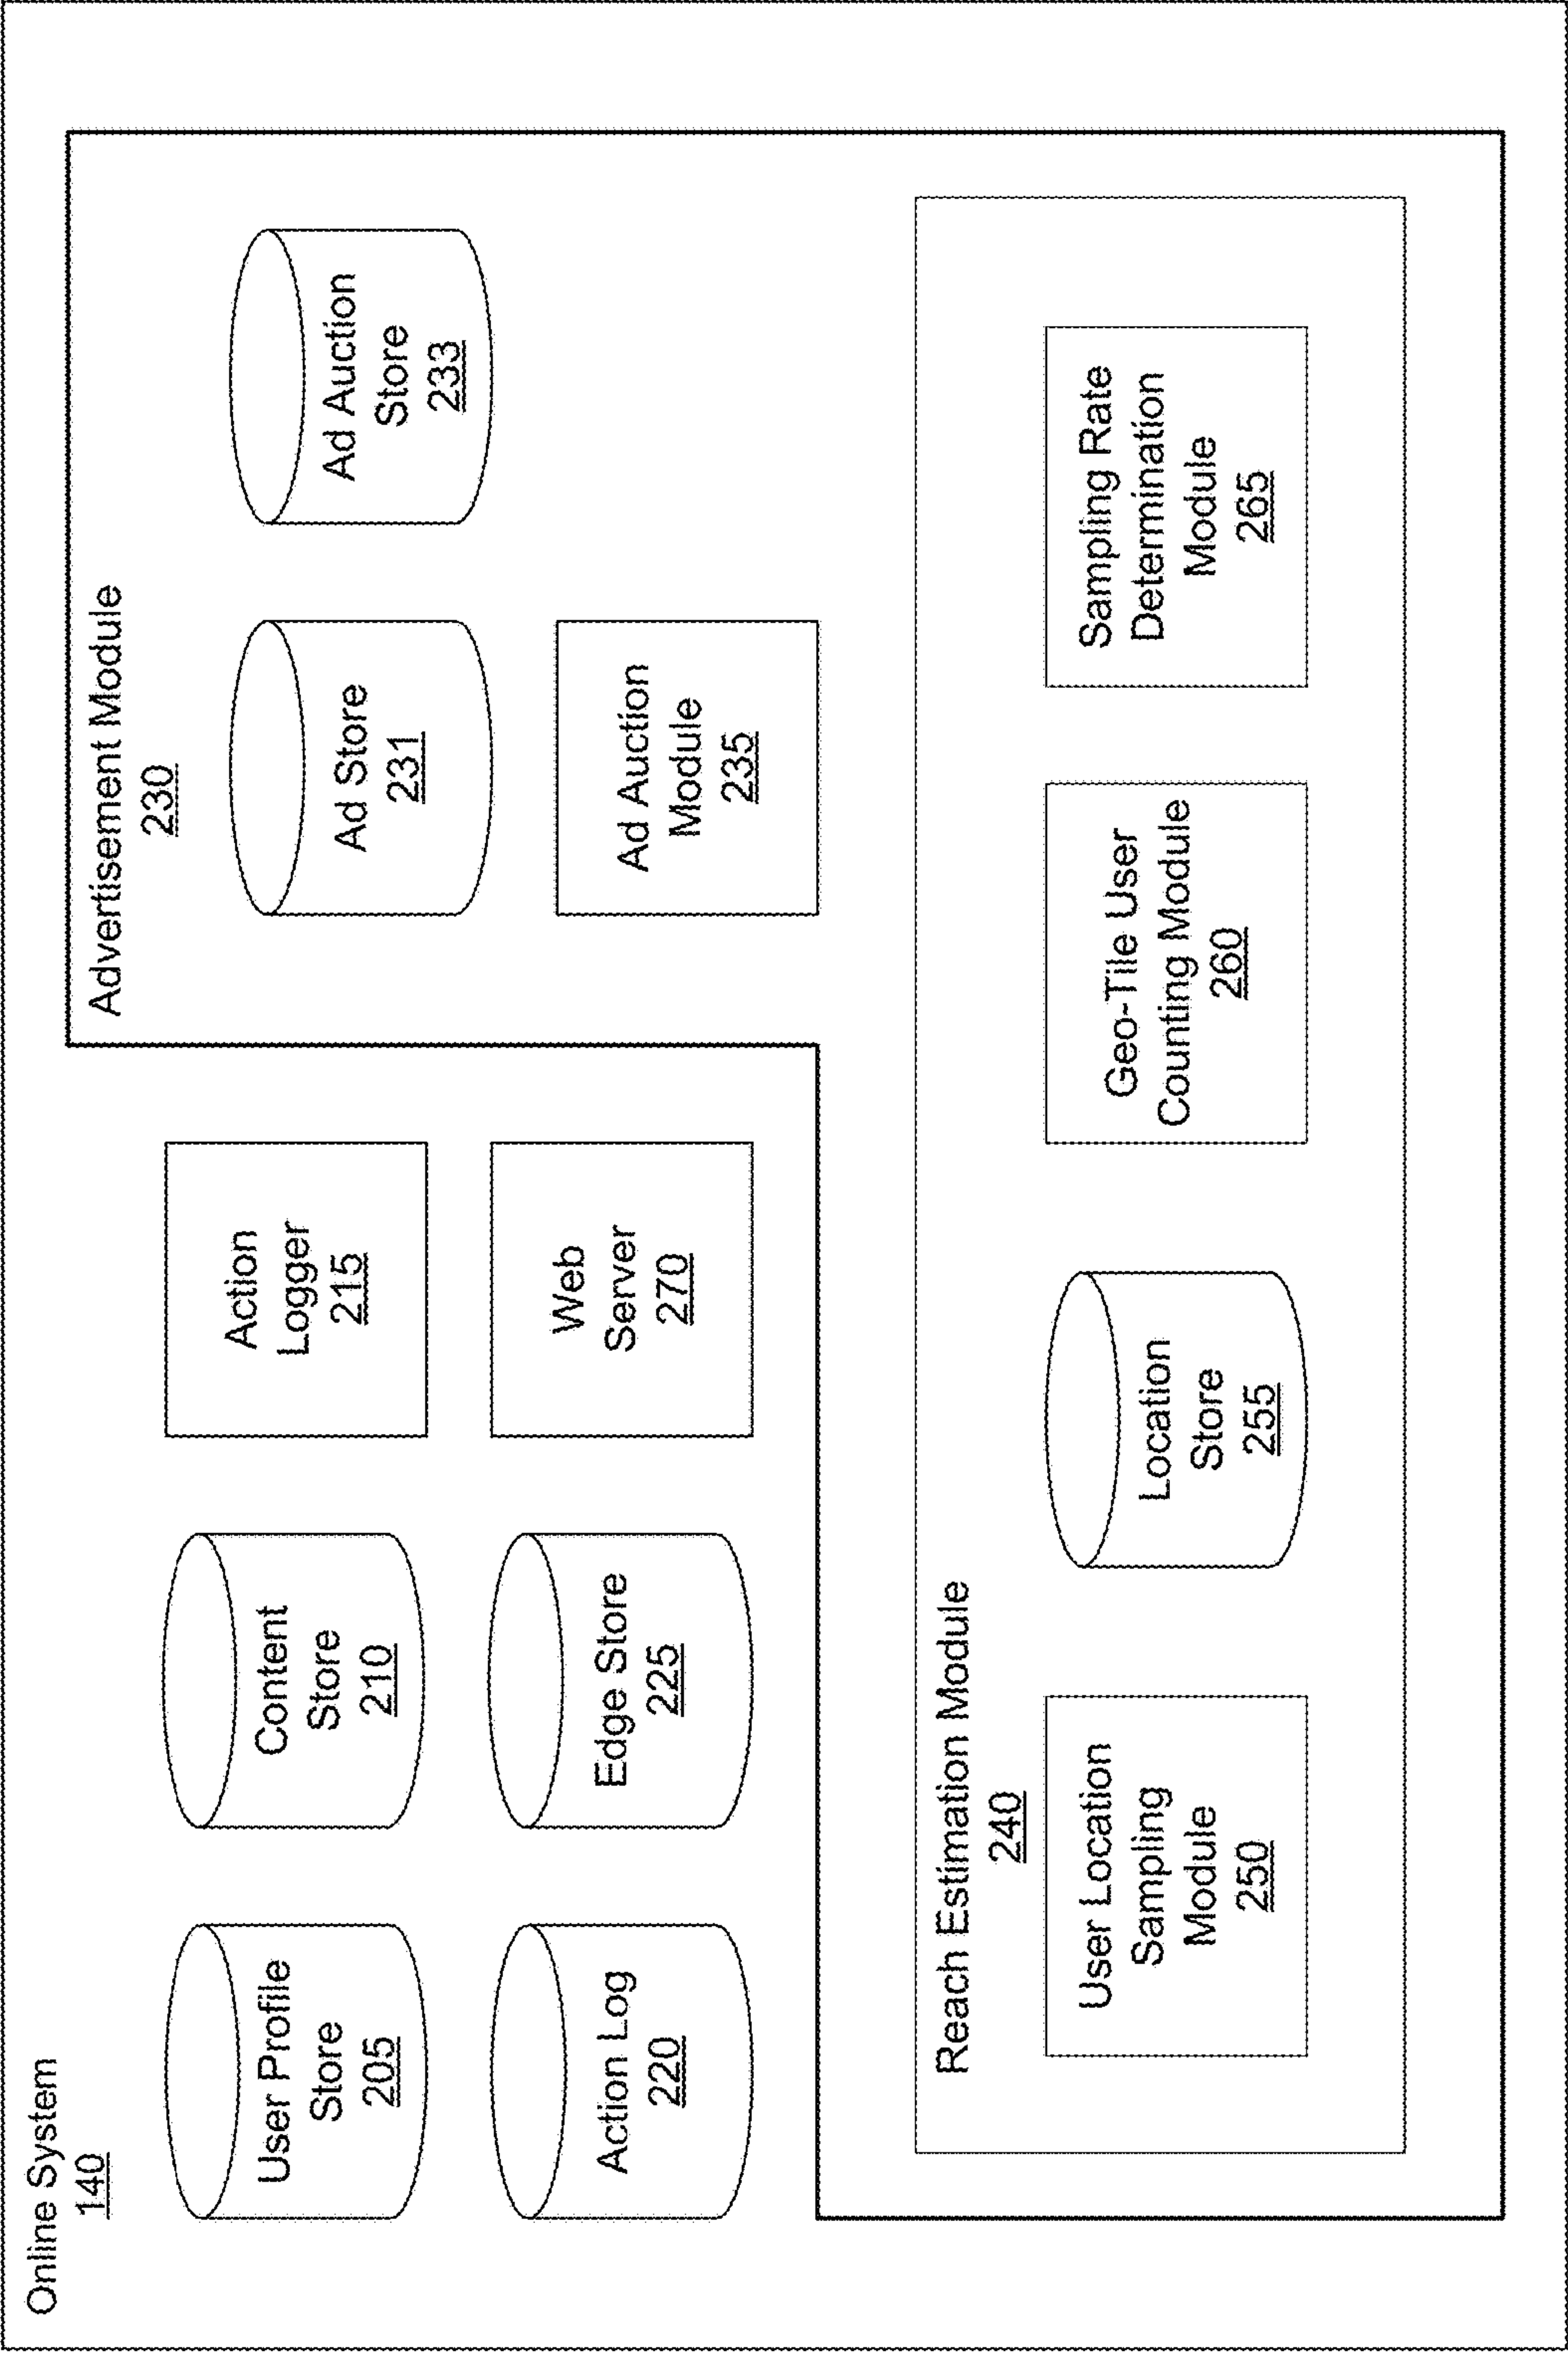 Online System
140
User Profile
Store
205
Content
Store
210
Action
Logger
215
Action Log
220
Edge Store
225
Web
Server
270
Advertisement Module
230
Ad Store
231
Ad Auction
Store
233
Ad Auction
Module
235
Reach Estimation Module
240
User Location
Sampling
Module
250
Location
Store
255
Geo-Tile User
Counting Module
260
Sampling Rate
Determination
Module
265